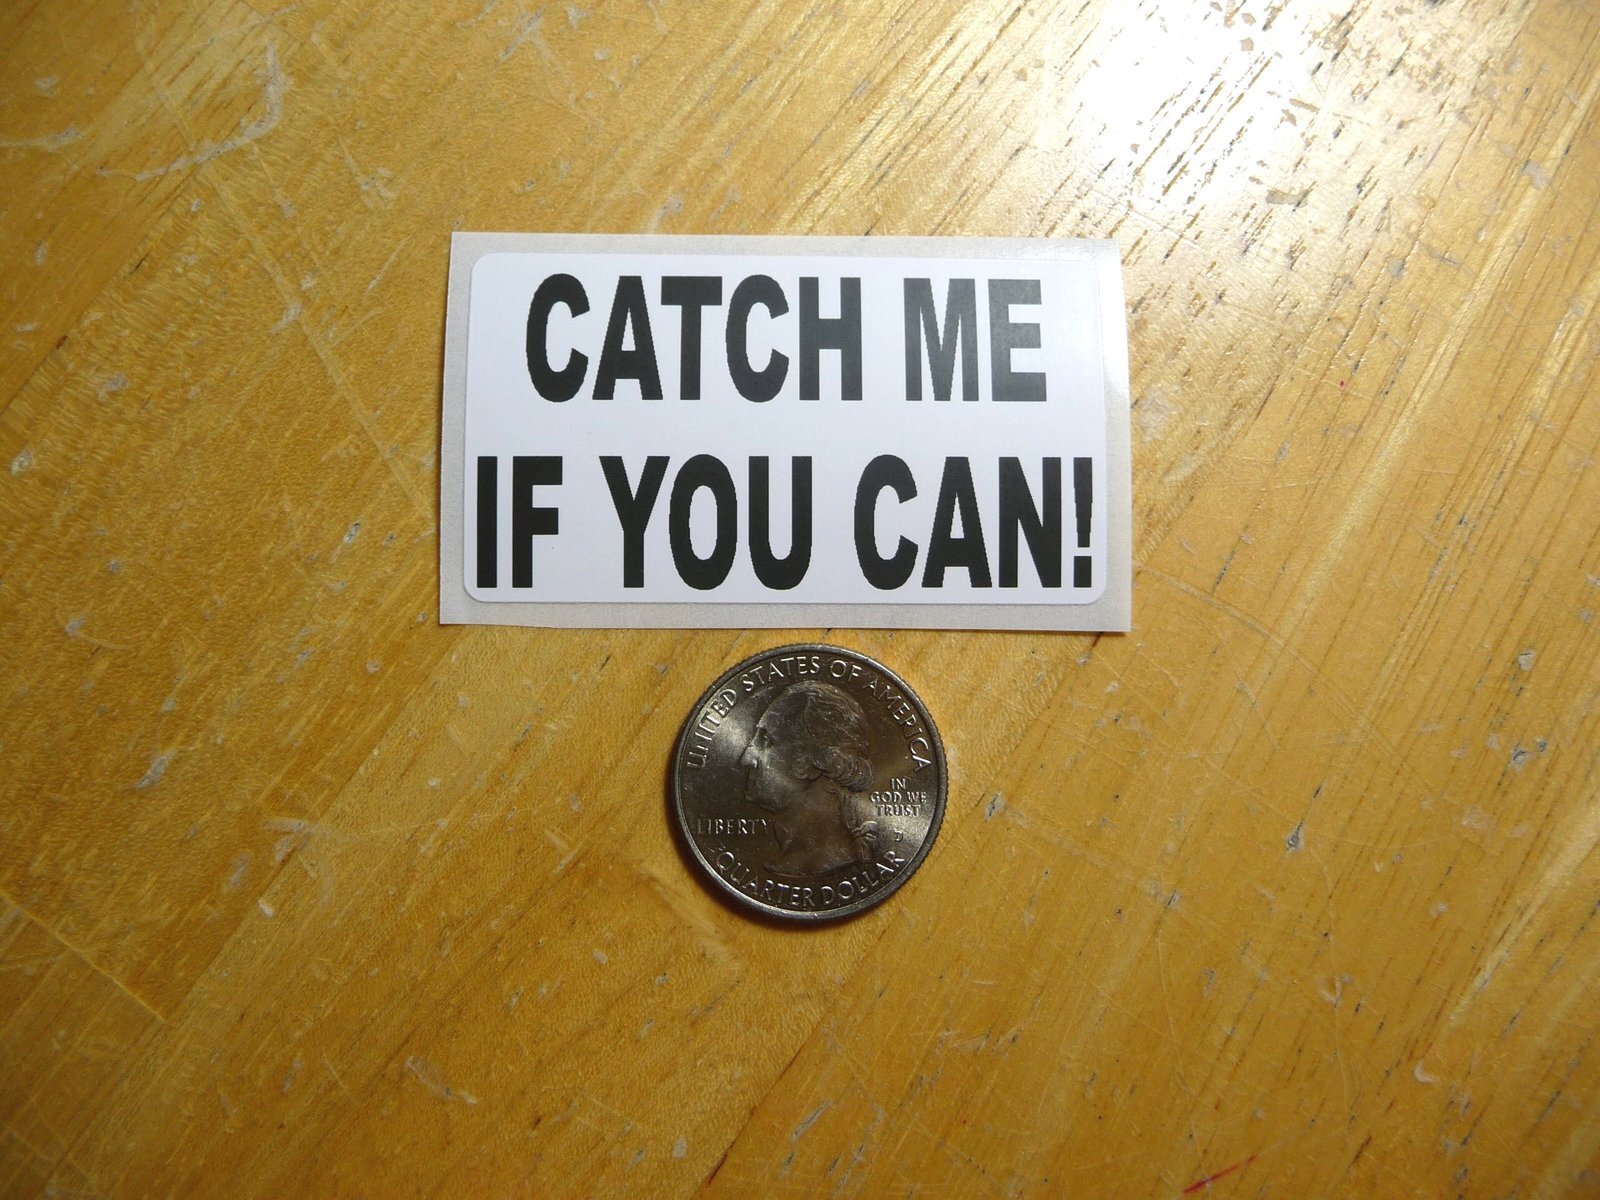 CATCH ME
IF YOU CAN!
UNITED STATES OF AMERICA
IN
GOD WE
TRUST
LIBERTY
D
QUARTER DOLLAR